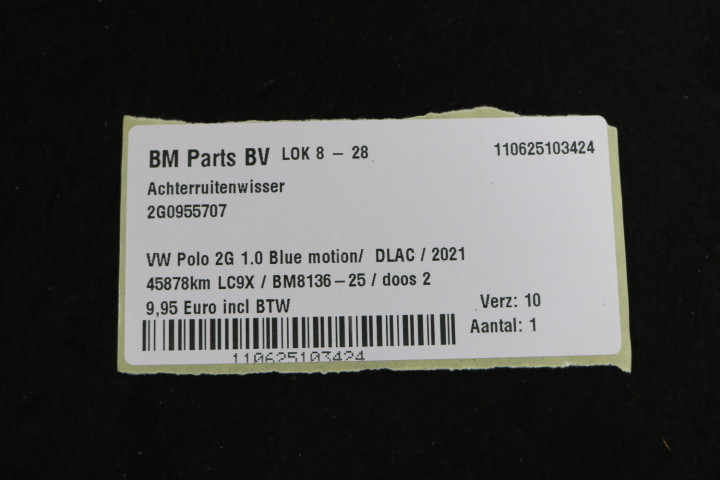 BM Parts BV LOK 8 - 28 110625103424
Achterruitenwisser
2G0955707
VW Polo 2G 1.0 Blue motion/ DLAC / 2021
45878km LC9X / BM8136-25 / doos 2
9,95 Euro incl BTW Verz: 10
Aantal: 1
110625103424